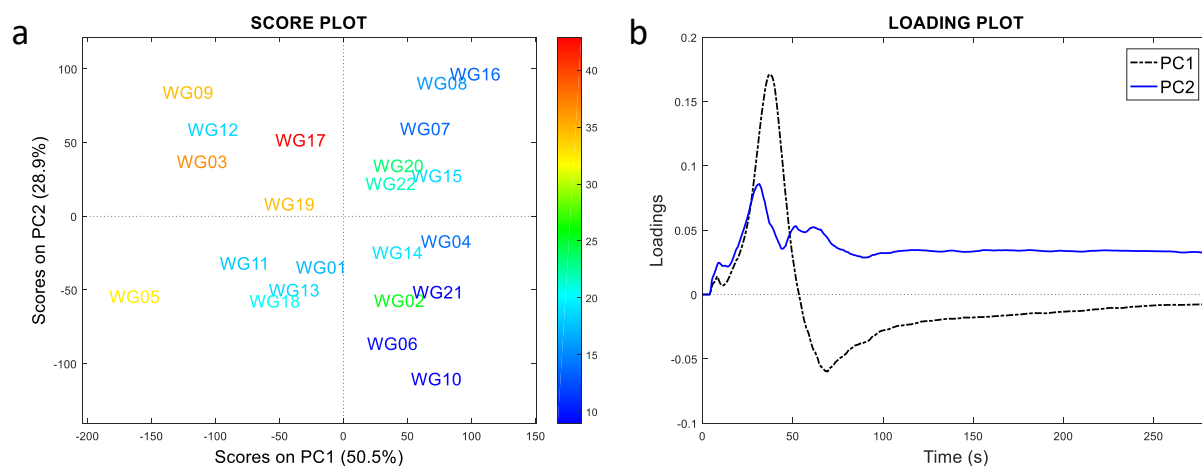 a
SCORE PLOT
Scores on PC2 (28.9%)
100
50
0
-50
-100
WG16
WG08
WG09
WG12
WG07
WG17
WG03
WG20
WG15
WG22
WG19
WG04
WG14
WG11
WG01
WG13
WG21
WG05
WG18
WG02
WG06
WG10
-200
-150
-100
-50
0
50
100
150
Scores on PC1 (50.5%)
40
35
30
25
20
15
10
b
LOADING PLOT
Loadings
0.2
0.15
0.1
0.05
0
-0.05
-0.1
PC1
PC2
0
50
100
150
200
250
Time (s)